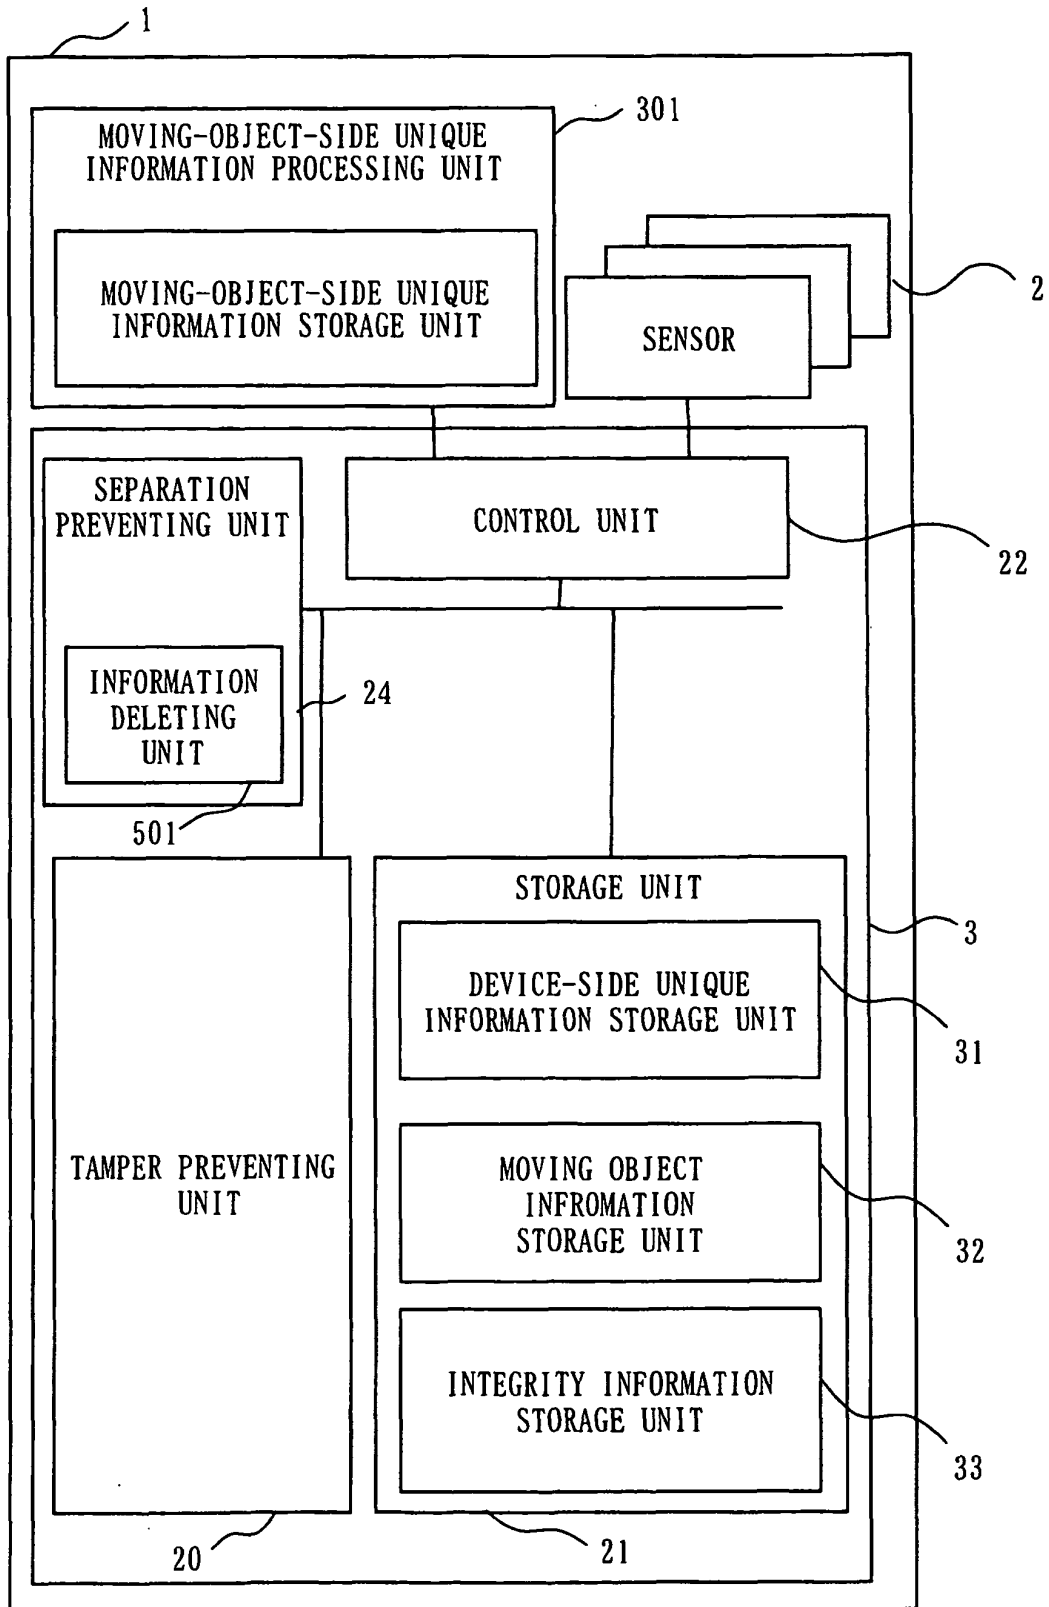 1
301
MOVING-OBJECT-SIDE UNIQUE
INFORMATION PROCESSING UNIT
MOVING-OBJECT-SIDE UNIQUE
INFORMATION STORAGE UNIT
2
SENSOR
SEPARATION
PREVENTING UNIT
CONTROL UNIT
22
INFORMATION
DELETING
UNIT
24
501
STORAGE UNIT
3
DEVICE-SIDE UNIQUE
INFORMATION STORAGE UNIT
31
TAMPER PREVENTING
UNIT
MOVING OBJECT
INFROMATION
STORAGE UNIT
32
INTEGRITY INFORMATION
STORAGE UNIT
33
20
21